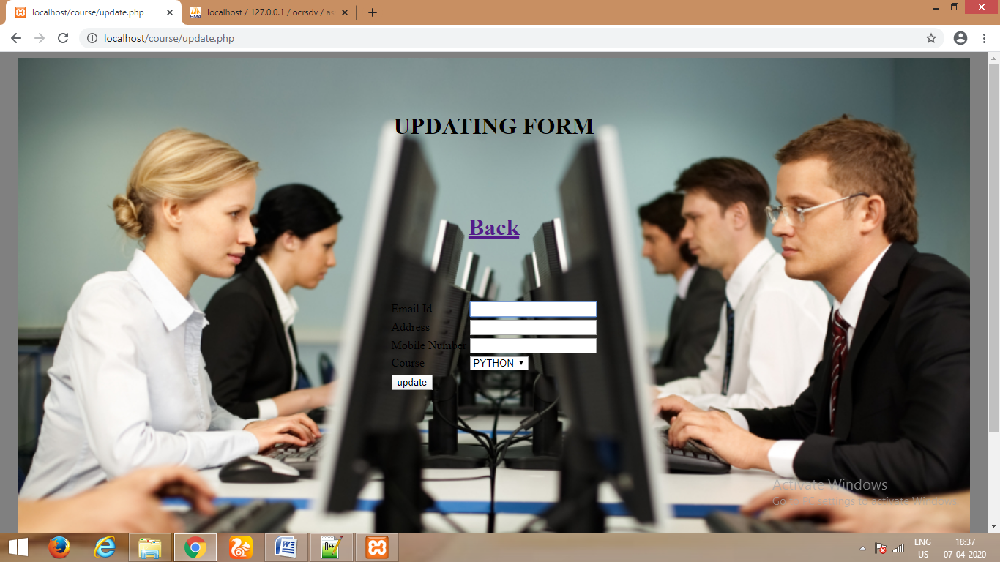 localhost/course/update.php
localhost / 127.0.0.1 / ocrsdv / as
localhost/course/update.php
UPDATING FORM
Back
Email Id
Address
Mobile Number
Course PYTHON
update
Activate Windows
Go to PC settings to activate Windows.
ENG 18:37
US 07-04-2020